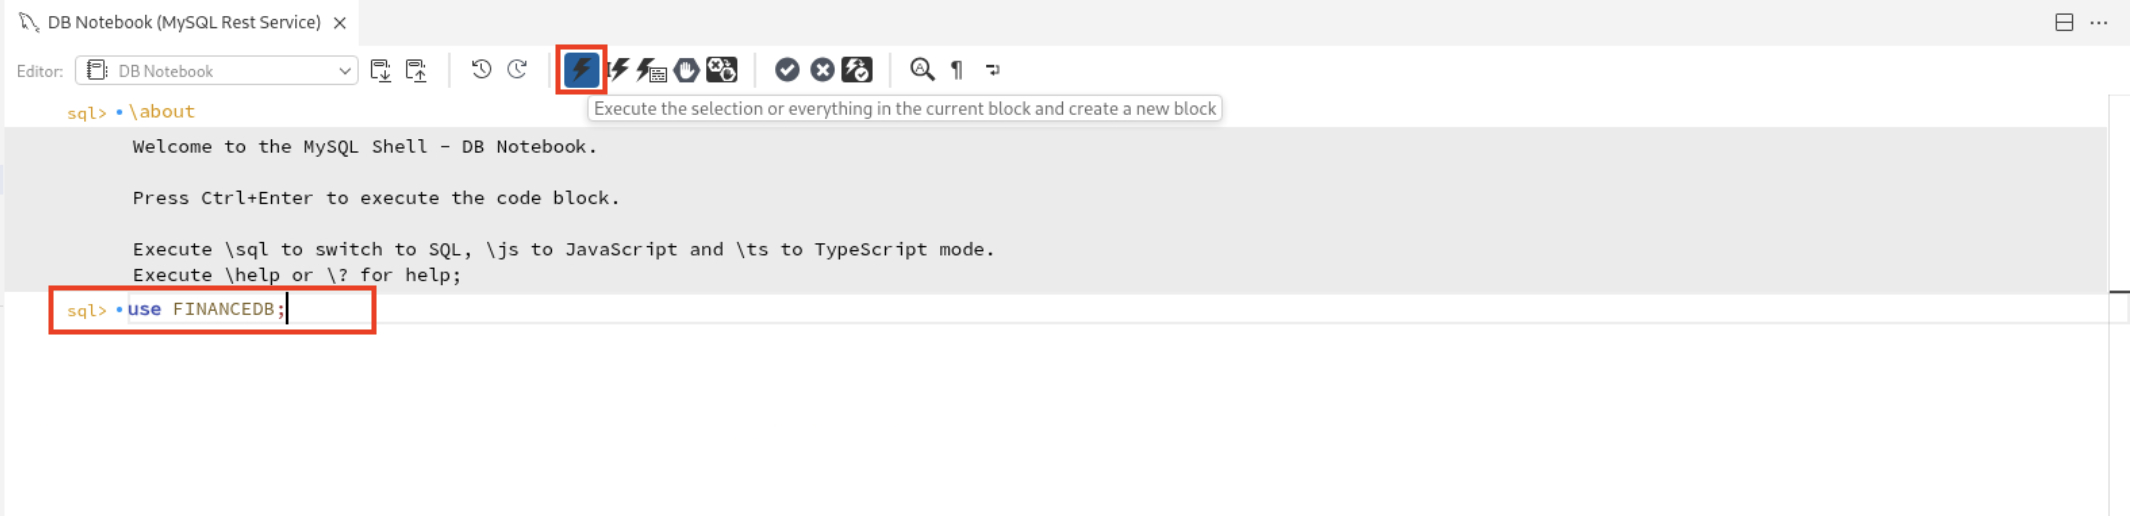 DB Notebook (MySQL Rest Service)
Editor: DB Notebook
sql> \about
Execute the selection or everything in the current block and create a new block
Welcome to the MySQL Shell - DB Notebook.
Press Ctrl+Enter to execute the code block.
Execute \sql to switch to SQL, \js to JavaScript and \ts to TypeScript mode.
Execute \help or \? for help;
sql> use FINANCEDB;